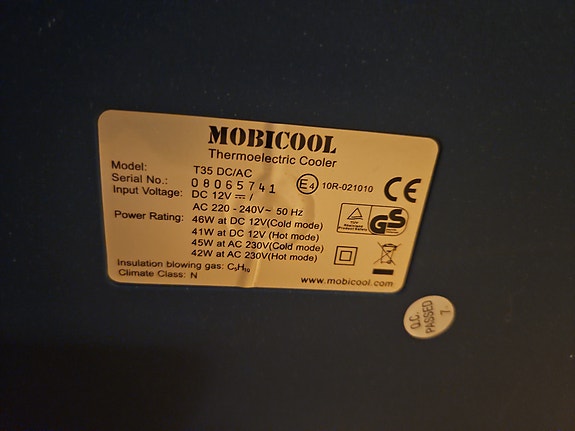 MOBICOOL
Thermoelectric Cooler
Model: T35 DC/AC
Serial No.: 08065741
Input Voltage: DC 12V ⎓ /
AC 220 - 240V~ 50 Hz
Power Rating: 46W at DC 12V(Cold mode)
41W at DC 12V (Hot mode)
45W at AC 230V(Cold mode)
42W at AC 230V(Hot mode)
Insulation blowing gas: C₅H₁₀
Climate Class: N
E4 10R-021010 CE
GS
www.mobicool.com
Q.C.
PASSED
7